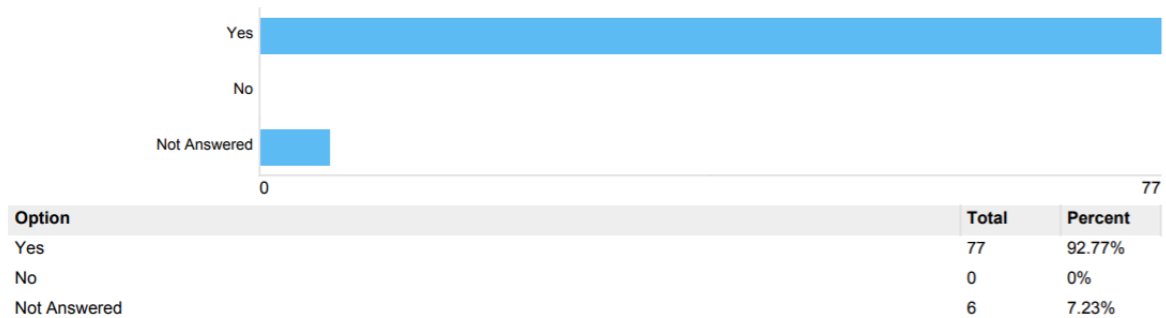 Yes
No
Not Answered
0 77
Option Total Percent
Yes 77 92.77%
No 0 0%
Not Answered 6 7.23%